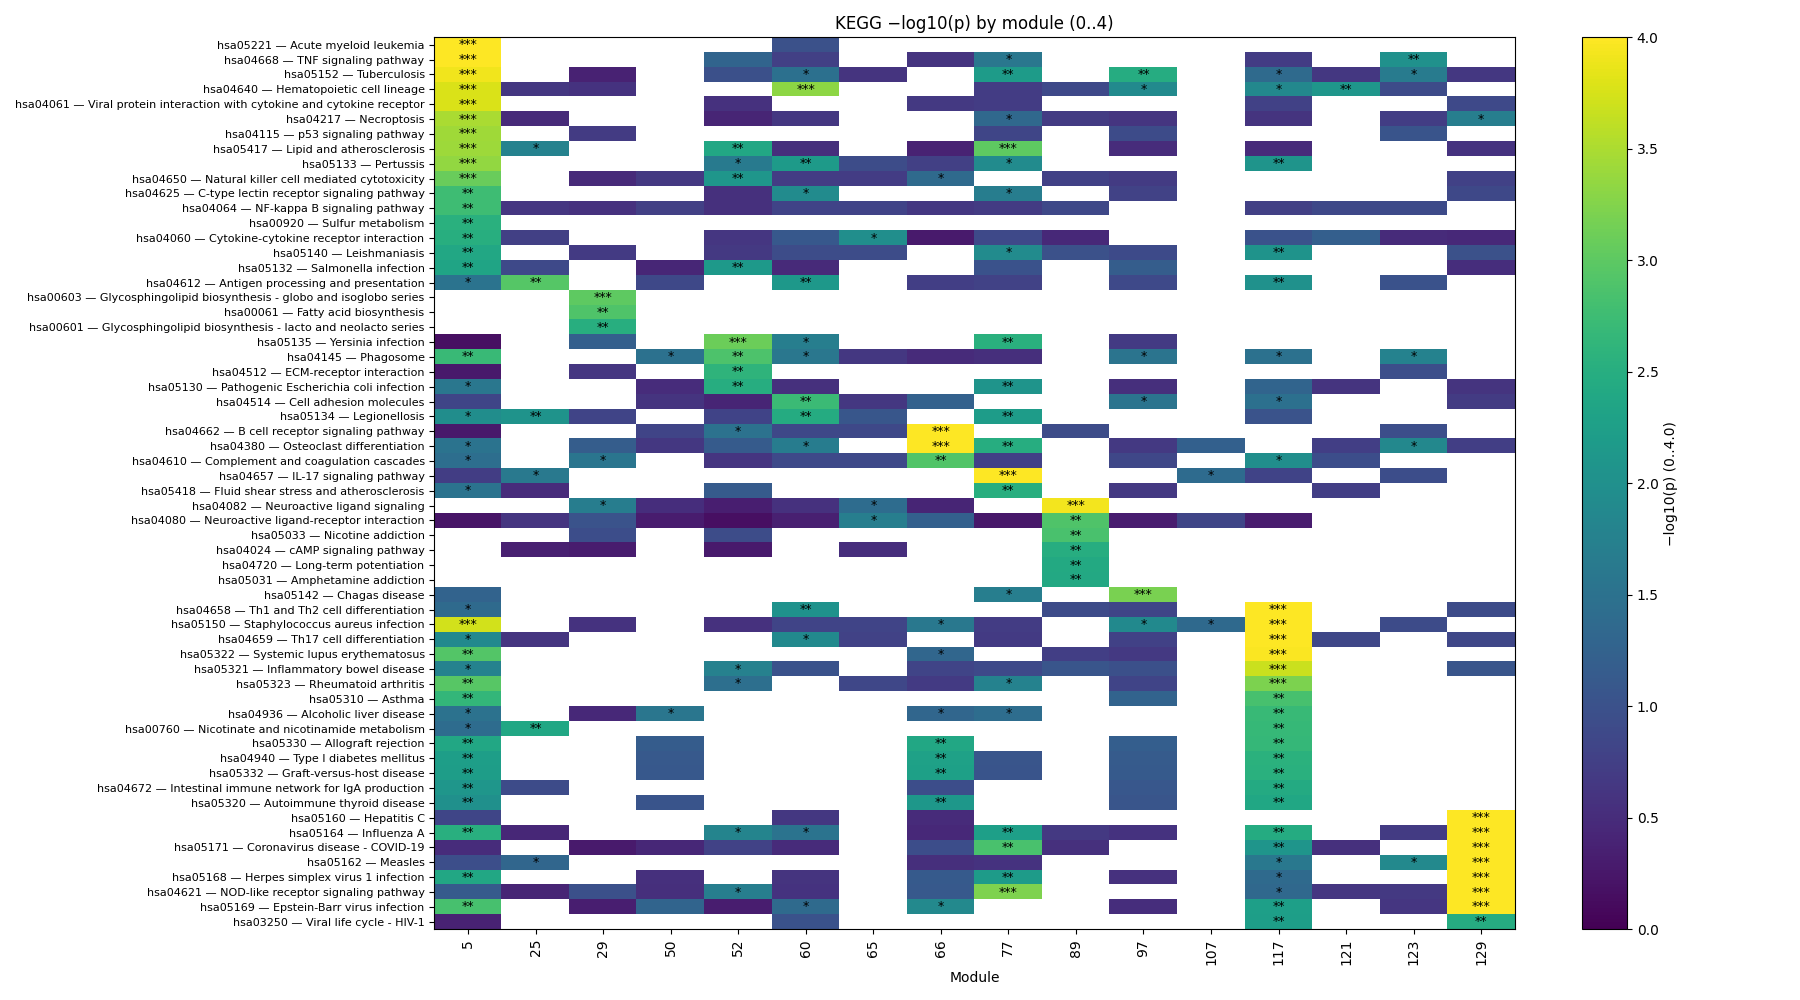 KEGG −log10(p) by module (0..4)
hsa05221 — Acute myeloid leukemia ***
hsa04668 — TNF signaling pathway *** * **
hsa05152 — Tuberculosis *** * ** ** * *
hsa04640 — Hematopoietic cell lineage *** *** * * **
hsa04061 — Viral protein interaction with cytokine and cytokine receptor ***
hsa04217 — Necroptosis *** * *
hsa04115 — p53 signaling pathway ***
hsa05417 — Lipid and atherosclerosis *** * ** ***
hsa05133 — Pertussis *** * ** * **
hsa04650 — Natural killer cell mediated cytotoxicity *** ** *
hsa04625 — C-type lectin receptor signaling pathway ** * *
hsa04064 — NF-kappa B signaling pathway **
hsa00920 — Sulfur metabolism **
hsa04060 — Cytokine-cytokine receptor interaction ** *
hsa05140 — Leishmaniasis ** * **
hsa05132 — Salmonella infection ** **
hsa04612 — Antigen processing and presentation * ** ** **
hsa00603 — Glycosphingolipid biosynthesis - globo and isoglobo series ***
hsa00061 — Fatty acid biosynthesis **
hsa00601 — Glycosphingolipid biosynthesis - lacto and neolacto series **
hsa05135 — Yersinia infection *** * **
hsa04145 — Phagosome ** * ** * * * *
hsa04512 — ECM-receptor interaction **
hsa05130 — Pathogenic Escherichia coli infection * ** **
hsa04514 — Cell adhesion molecules ** * *
hsa05134 — Legionellosis * ** ** **
hsa04662 — B cell receptor signaling pathway * ***
hsa04380 — Osteoclast differentiation * * *** ** *
hsa04610 — Complement and coagulation cascades * * ** *
hsa04657 — IL-17 signaling pathway * *** *
hsa05418 — Fluid shear stress and atherosclerosis * **
hsa04082 — Neuroactive ligand signaling * * ***
hsa04080 — Neuroactive ligand-receptor interaction * **
hsa05033 — Nicotine addiction **
hsa04024 — cAMP signaling pathway **
hsa04720 — Long-term potentiation **
hsa05031 — Amphetamine addiction **
hsa05142 — Chagas disease * ***
hsa04658 — Th1 and Th2 cell differentiation * ** ***
hsa05150 — Staphylococcus aureus infection *** * * * ***
hsa04659 — Th17 cell differentiation * * ***
hsa05322 — Systemic lupus erythematosus ** * ***
hsa05321 — Inflammatory bowel disease * * ***
hsa05323 — Rheumatoid arthritis ** * * ***
hsa05310 — Asthma ** **
hsa04936 — Alcoholic liver disease * * * * **
hsa00760 — Nicotinate and nicotinamide metabolism * ** **
hsa05330 — Allograft rejection ** ** **
hsa04940 — Type I diabetes mellitus ** ** **
hsa05332 — Graft-versus-host disease ** ** **
hsa04672 — Intestinal immune network for IgA production ** **
hsa05320 — Autoimmune thyroid disease ** ** **
hsa05160 — Hepatitis C ***
hsa05164 — Influenza A ** * * ** ** ***
hsa05171 — Coronavirus disease - COVID-19 ** ** ***
hsa05162 — Measles * * * ***
hsa05168 — Herpes simplex virus 1 infection ** ** * ***
hsa04621 — NOD-like receptor signaling pathway * *** * ***
hsa05169 — Epstein-Barr virus infection ** * * ** ***
hsa03250 — Viral life cycle - HIV-1 ** **
5 25 29 50 52 60 65 66 77 89 97 107 117 121 123 129
Module
4.0
3.5
3.0
2.5
2.0
1.5
1.0
0.5
0.0
−log10(p) (0..4.0)